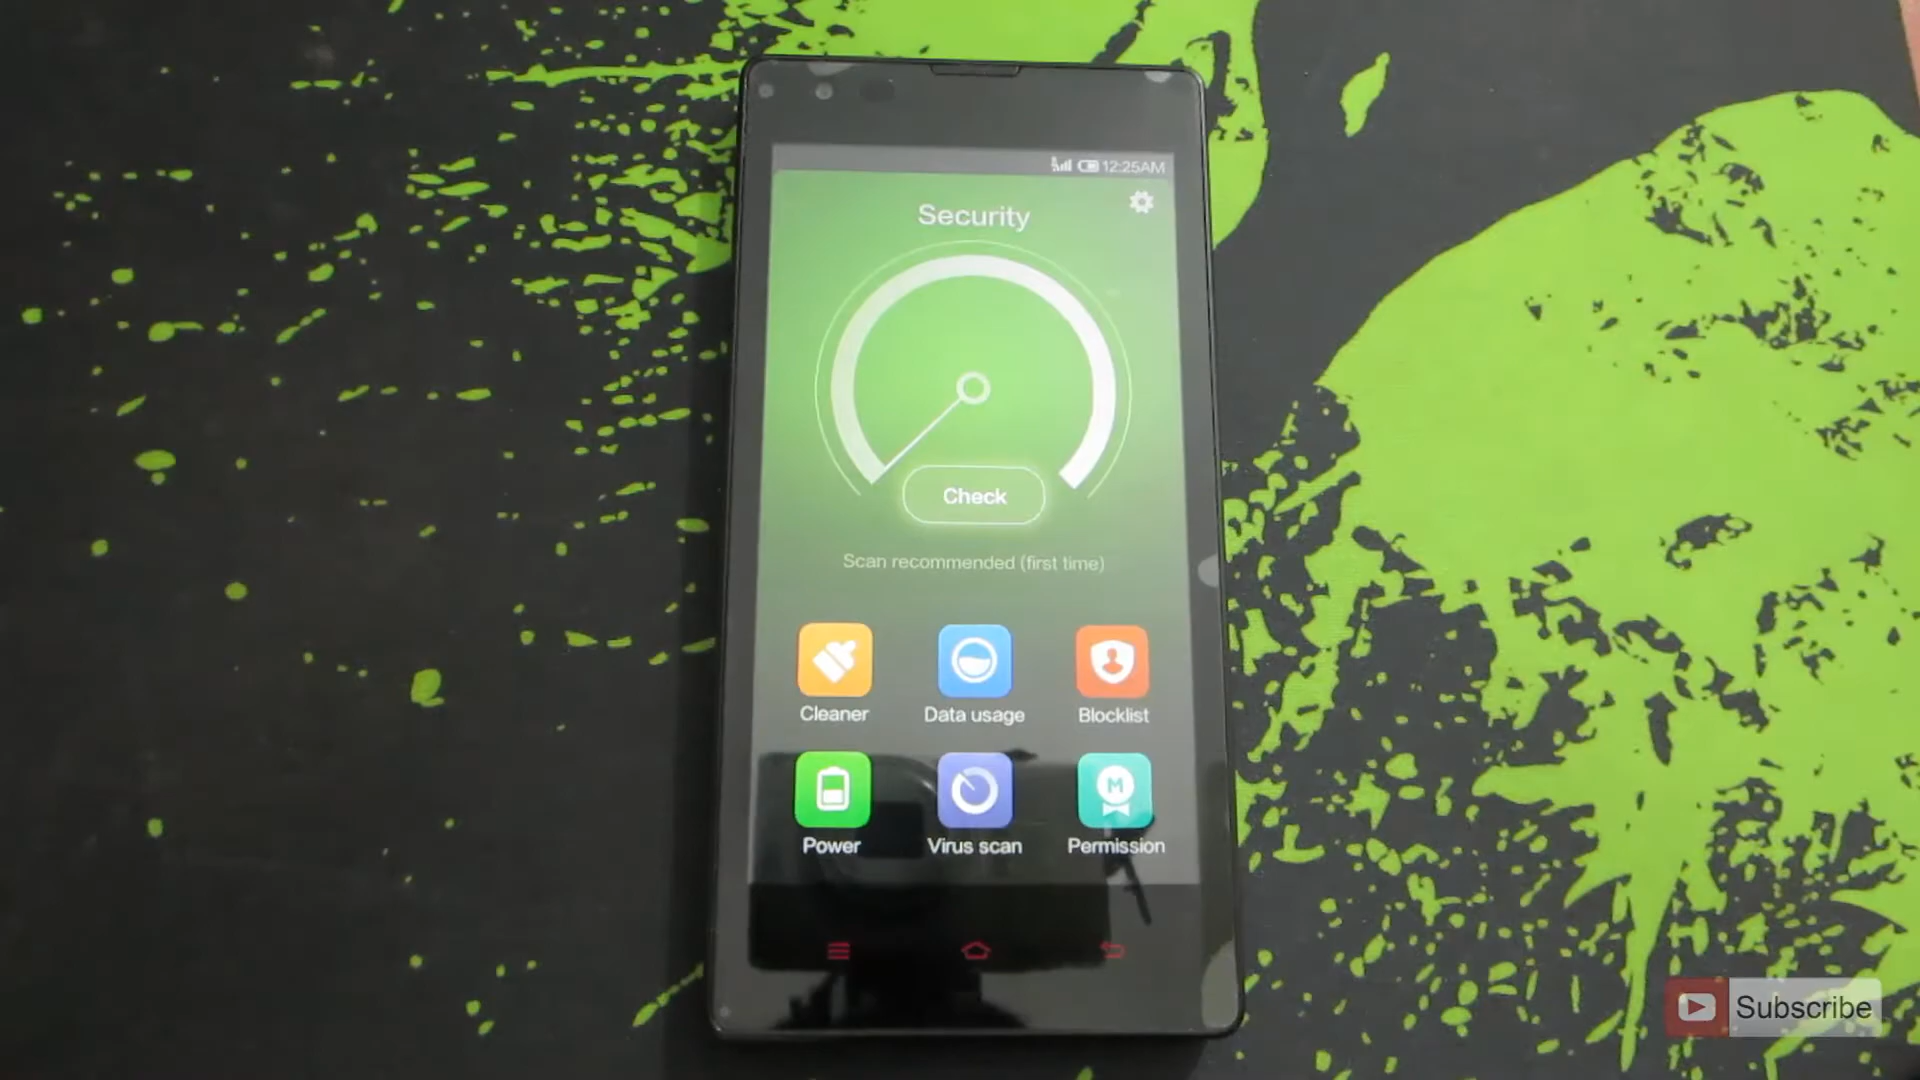 12:25AM
Security
Check
Scan recommended (first time)
Cleaner
Data usage
Blocklist
M
Power
Virus scan
Permission
Subscribe